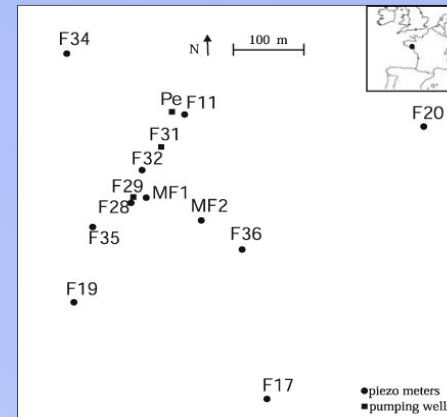 F34
N
100 m
Pe
F11
F20
F31
F32
F29
MF1
F28
MF2
F35
F36
F19
F17
piezo meters
pumping well